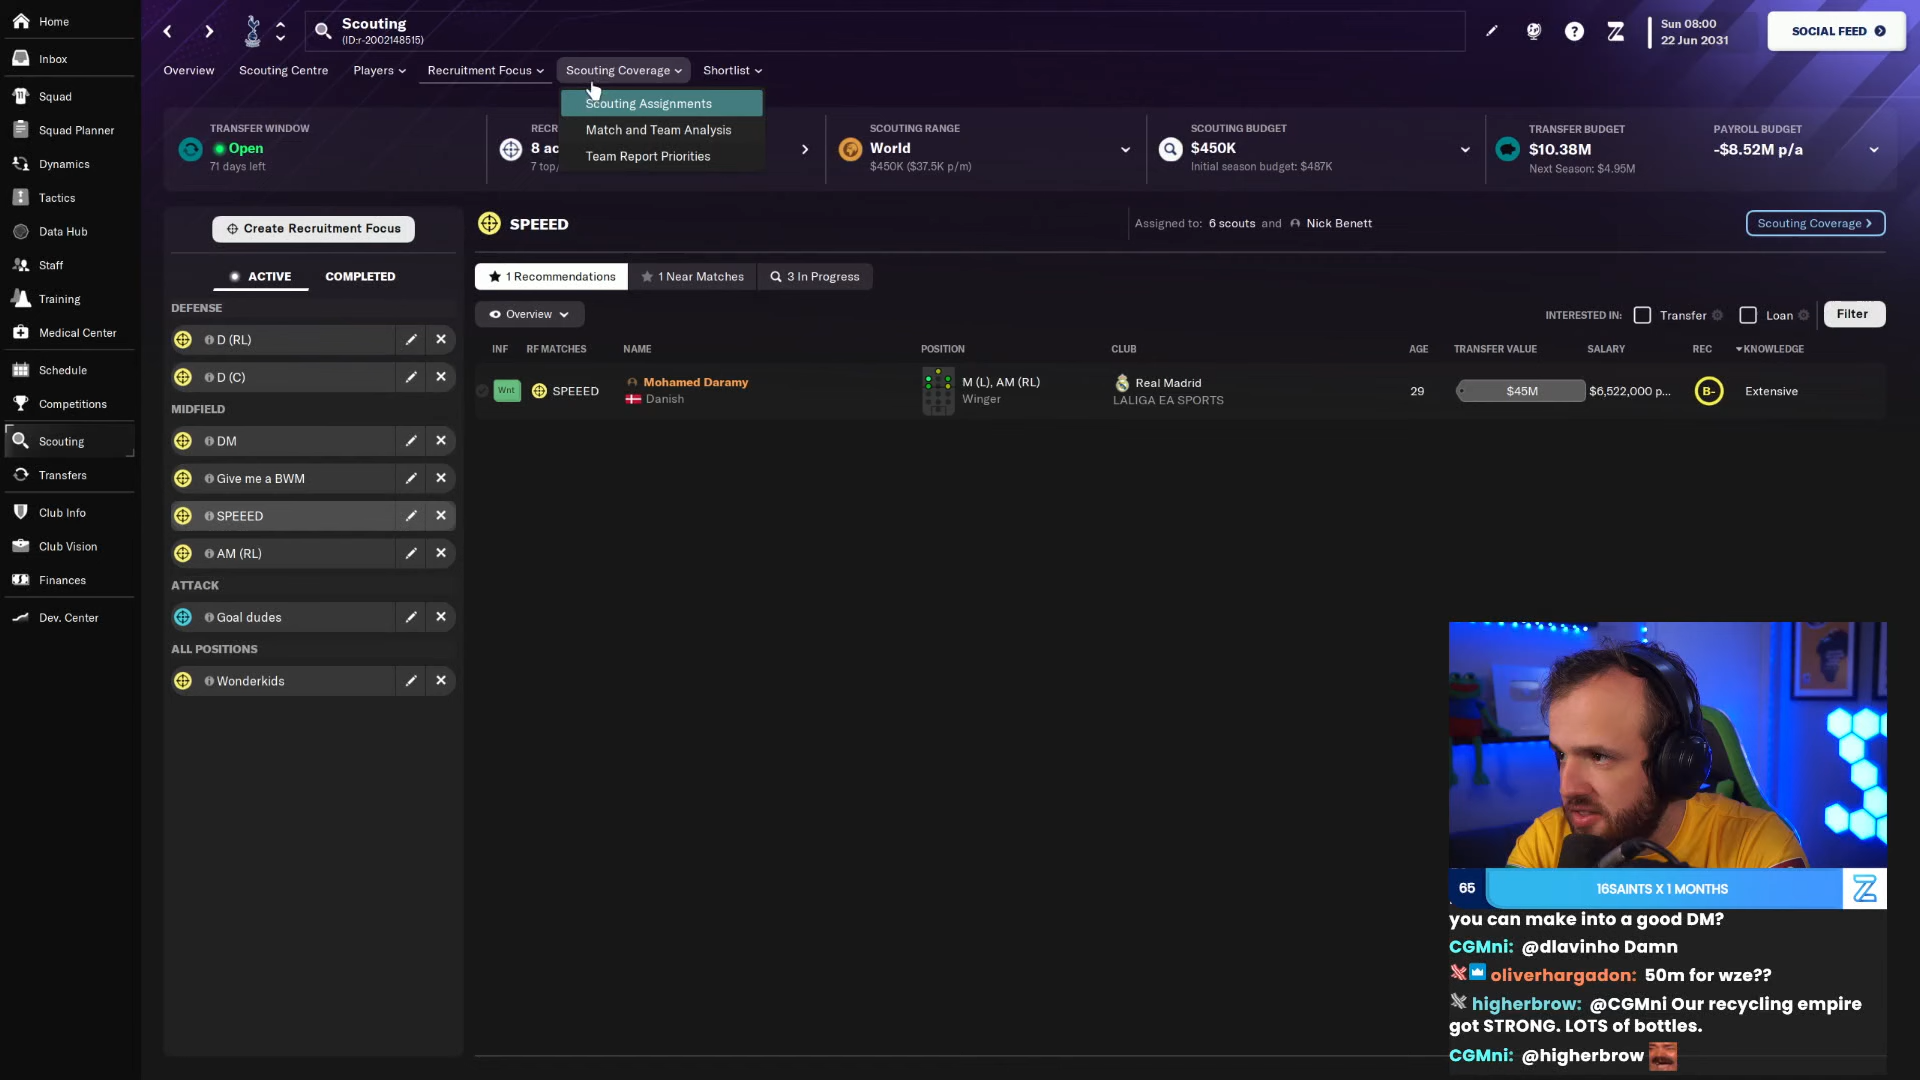 Home
Inbox
Squad
Squad Planner
Dynamics
Tactics
Data Hub
Staff
Training
Medical Center
Schedule
Competitions
Scouting
Transfers
Club Info
Club Vision
Finances
Dev. Center
Scouting
(ID:r-2002148515)
Sun 08:00
22 Jun 2031
SOCIAL FEED
Overview
Scouting Centre
Players
Recruitment Focus
Scouting Coverage
Shortlist
Scouting Assignments
Match and Team Analysis
Team Report Priorities
TRANSFER WINDOW
Open
71 days left
RECR
8 ac
7 top/
SCOUTING RANGE
World
$450K ($37.5K p/m)
SCOUTING BUDGET
$450K
Initial season budget: $487K
TRANSFER BUDGET
$10.38M
Next Season: $4.95M
PAYROLL BUDGET
-$8.52M p/a
Create Recruitment Focus
ACTIVE
COMPLETED
DEFENSE
D (RL)
D (C)
MIDFIELD
DM
Give me a BWM
SPEEED
AM (RL)
ATTACK
Goal dudes
ALL POSITIONS
Wonderkids
SPEEED
Assigned to: 6 scouts and Nick Benett
Scouting Coverage >
1 Recommendations
1 Near Matches
3 In Progress
Overview
INTERESTED IN: Transfer Loan
Filter
INF RF MATCHES NAME POSITION CLUB AGE TRANSFER VALUE SALARY REC KNOWLEDGE
Wnt SPEEED Mohamed Daramy M (L), AM (RL) Real Madrid 29 $45M $6,522,000 p... B- Extensive
Danish Winger LALIGA EA SPORTS
65 16SAINTS X 1 MONTHS
you can make into a good DM?
CGMni: @dlavinho Damn
oliverhargadon: 50m for wze??
higherbrow: @CGMni Our recycling empire
got STRONG. LOTS of bottles.
CGMni: @higherbrow